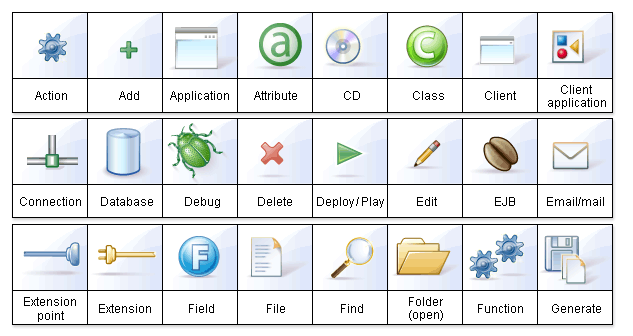 a
C
Action
Add
Application
Attribute
CD
Class
Client
Client
application
Connection
Database
Debug
Delete
Deploy/Play
Edit
EJB
Email/mail
F
Extension
point
Extension
Field
File
Find
Folder
(open)
Function
Generate